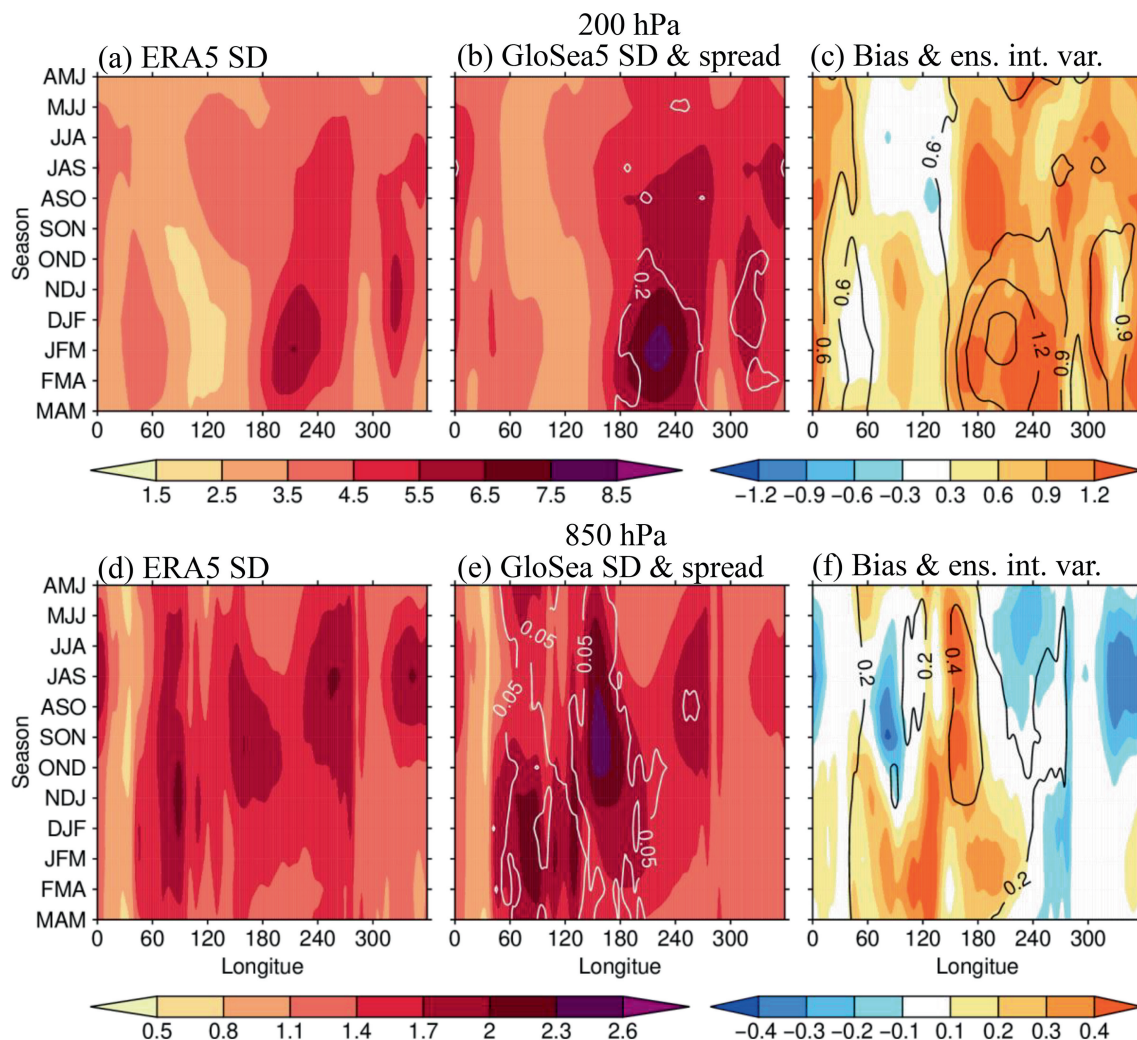 200 hPa
(a) ERA5 SD
(b) GloSea5 SD & spread
(c) Bias & ens. int. var.
Season
AMJ
MJJ
JJA
JAS
ASO
SON
OND
NDJ
DJF
JFM
FMA
MAM
0 60 120 180 240 300
0.2
0 60 120 180 240 300
0.9
0.9
0.6
1.2
0.9
0.9
0 60 120 180 240 300
1.5 2.5 3.5 4.5 5.5 6.5 7.5 8.5
−1.2 −0.9 −0.6 −0.3 0.3 0.6 0.9 1.2
850 hPa
(d) ERA5 SD
(e) GloSea SD & spread
(f) Bias & ens. int. var.
Season
AMJ
MJJ
JJA
JAS
ASO
SON
OND
NDJ
DJF
JFM
FMA
MAM
0 60 120 180 240 300
Longitue
0.05
0.05
0.05
0.05
0 60 120 180 240 300
Longitue
0.2
0.2
0.4
0.2
0 60 120 180 240 300
Longitue
0.5 0.8 1.1 1.4 1.7 2 2.3 2.6
−0.4 −0.3 −0.2 −0.1 0.1 0.2 0.3 0.4